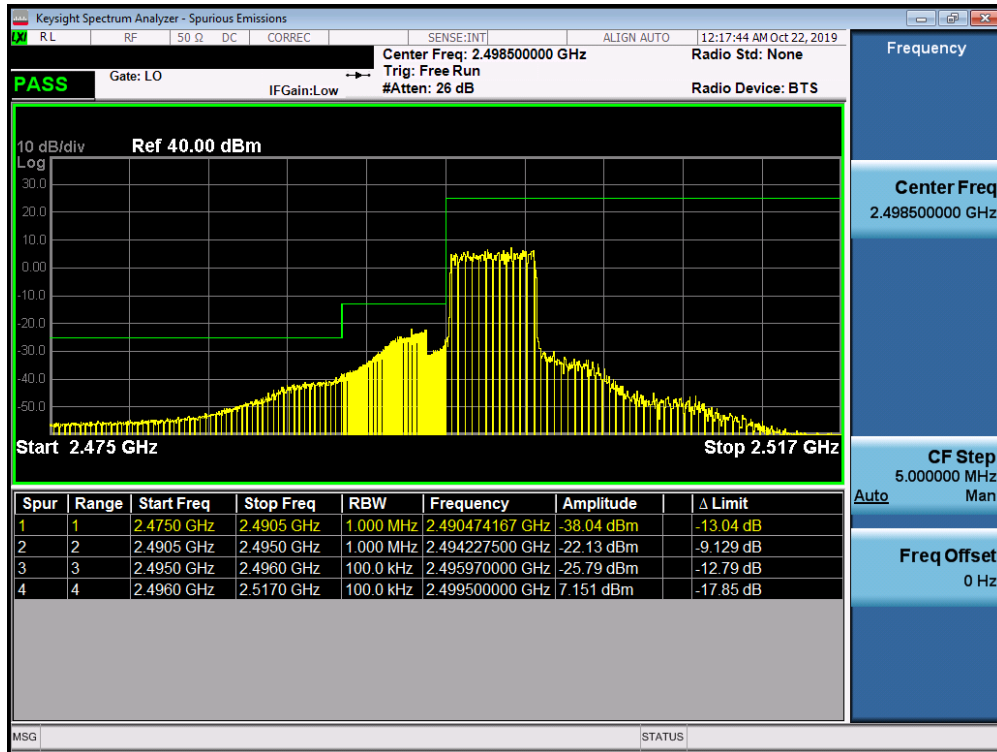 Keysight Spectrum Analyzer - Spurious Emissions
LXI RL RF 50 Ω DC CORREC SENSE:INT ALIGN AUTO 12:17:44 AM Oct 22, 2019
Center Freq: 2.498500000 GHz Radio Std: None
PASS Gate: LO Trig: Free Run
IFGain:Low #Atten: 26 dB Radio Device: BTS
10 dB/div Ref 40.00 dBm
Log
30.0
20.0
10.0
0.00
-10.0
-20.0
-30.0
-40.0
-50.0
Start 2.475 GHz Stop 2.517 GHz
Spur Range Start Freq Stop Freq RBW Frequency Amplitude Δ Limit
1 1 2.4750 GHz 2.4905 GHz 1.000 MHz 2.490474167 GHz -38.04 dBm -13.04 dB
2 2 2.4905 GHz 2.4950 GHz 1.000 MHz 2.494227500 GHz -22.13 dBm -9.129 dB
3 3 2.4950 GHz 2.4960 GHz 100.0 kHz 2.495970000 GHz -25.79 dBm -12.79 dB
4 4 2.4960 GHz 2.5170 GHz 100.0 kHz 2.499500000 GHz 7.151 dBm -17.85 dB
MSG STATUS
Frequency
Center Freq
2.498500000 GHz
CF Step
5.000000 MHz
Auto Man
Freq Offset
0 Hz